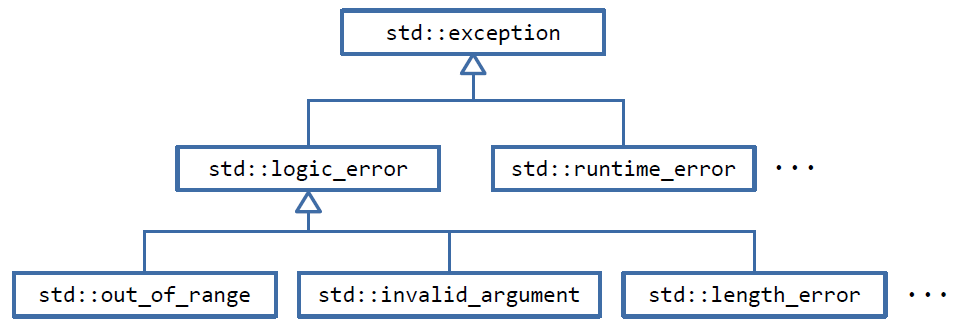 std::exception
std::logic_error
std::runtime_error
···
std::out_of_range
std::invalid_argument
std::length_error
···